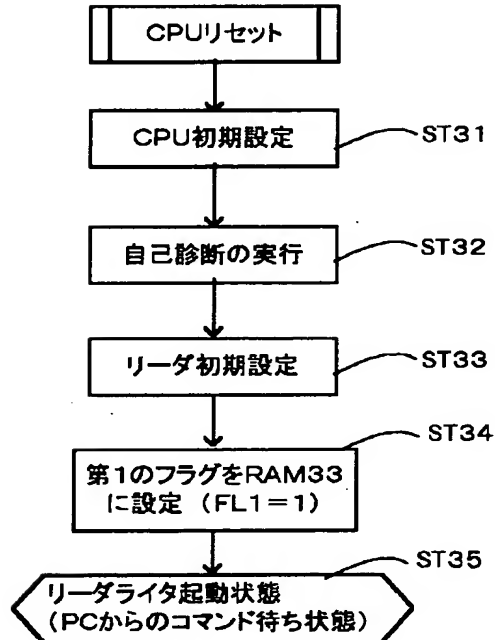 CPUリセット
CPU初期設定
ST31
自己診断の実行
ST32
リーダ初期設定
ST33
ST34
第1のフラグをRAM33
に設定（FL1＝1）
ST35
リーダライタ起動状態
（PCからのコマンド待ち状態）